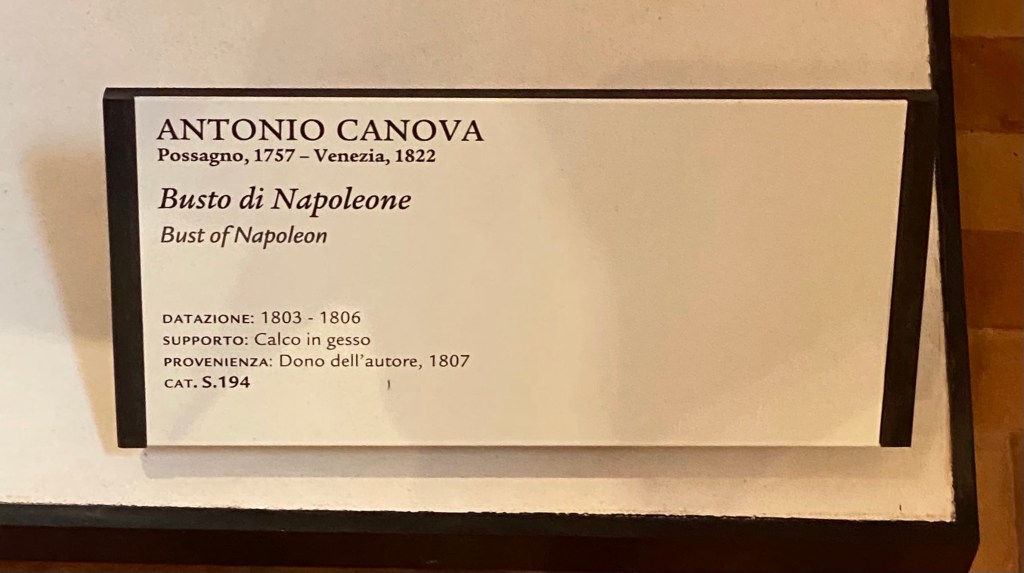 ANTONIO CANOVA
Possagno, 1757 – Venezia, 1822
Busto di Napoleone
Bust of Napoleon
DATAZIONE: 1803 - 1806
SUPPORTO: Calco in gesso
PROVENIENZA: Dono dell'autore, 1807
CAT. S.194